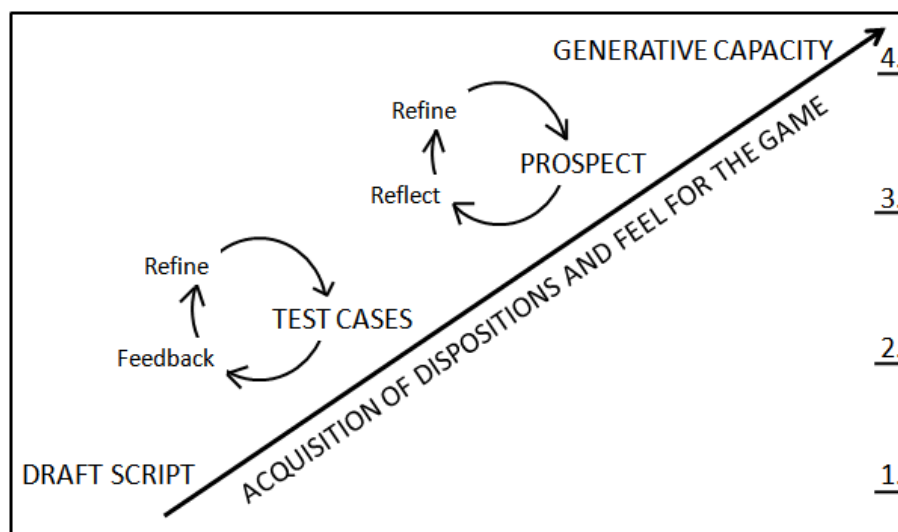 GENERATIVE CAPACITY
4.
Refine
PROSPECT
Reflect
3.
Refine
TEST CASES
Feedback
2.
ACQUISITION OF DISPOSITIONS AND FEEL FOR THE GAME
DRAFT SCRIPT
1.